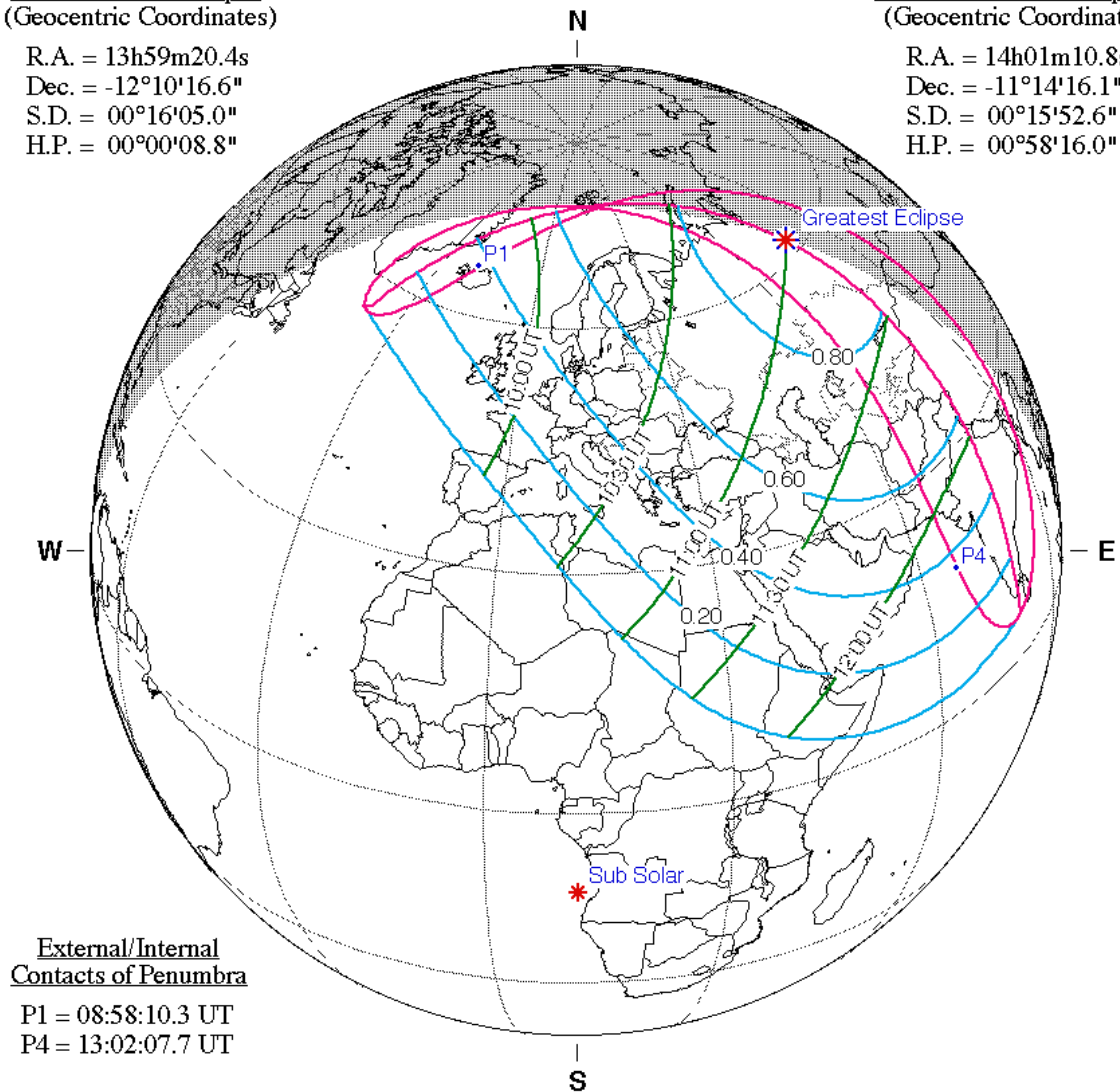 (Geocentric Coordinates)
R.A. = 13h59m20.4s
Dec. = -12°10'16.6"
S.D. = 00°16'05.0"
H.P. = 00°00'08.8"
N
(Geocentric Coordinat
R.A. = 14h01m10.8
Dec. = -11°14'16.1"
S.D. = 00°15'52.6"
H.P. = 00°58'16.0"
Greatest Eclipse
P1
0.80
0.60
W
E
0.40
11:00 UT
P4
11:30 UT
0.20
12:00 UT
Sub Solar
External/Internal
Contacts of Penumbra
P1 = 08:58:10.3 UT
P4 = 13:02:07.7 UT
S